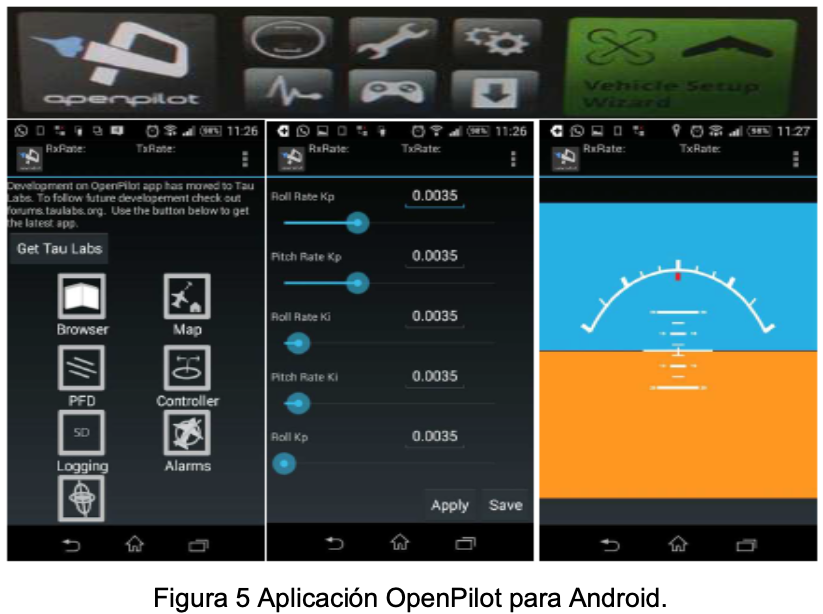 openpilot
Vehicle Setup
Wizard
98% 11:26
RxRate: TxRate:
Development on OpenPilot app has moved to Tau
Labs. To follow future developement check out
forums.taulabs.org. Use the button below to get
the latest app.
Get Tau Labs
Browser Map
PFD Controller
SD
Logging Alarms
98% 11:26
RxRate: TxRate:
Roll Rate Kp 0.0035
Pitch Rate Kp 0.0035
Roll Rate Ki 0.0035
Pitch Rate Ki 0.0035
Roll Kp 0.0035
Apply Save
98% 11:27
RxRate: TxRate:
Figura 5 Aplicación OpenPilot para Android.